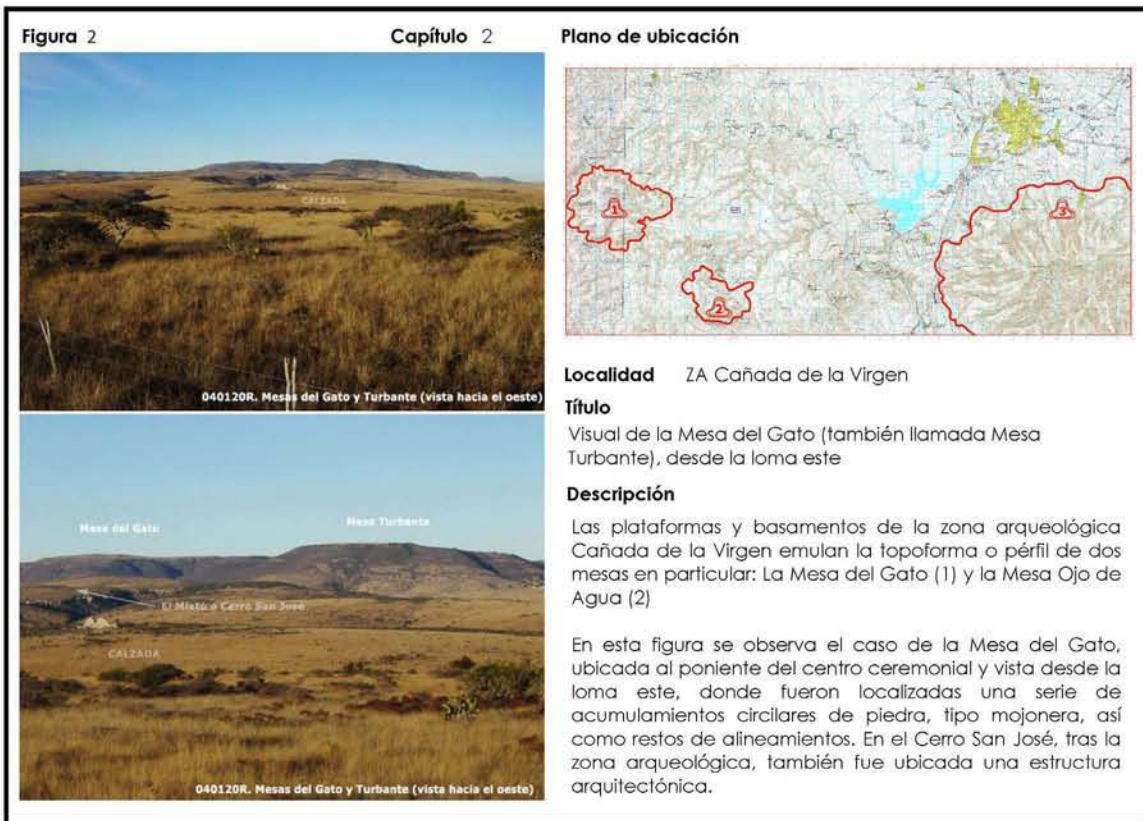 Figura 2 Capítulo 2 Plano de ubicación
CALZADA
040120R. Mesas del Gato y Turbante (vista hacia el oeste)
Mesa del Gato
Mesa Turbante
El Mixtó o Cerro San José
CALZADA
040120R. Mesas del Gato y Turbante (vista hacia el oeste)
1
2
3
Localidad ZA Cañada de la Virgen
Título
Visual de la Mesa del Gato (también llamada Mesa
Turbante), desde la loma este
Descripción
Las plataformas y basamentos de la zona arqueológica
Cañada de la Virgen emulan la topoforma o pérfil de dos
mesas en particular: La Mesa del Gato (1) y la Mesa Ojo de
Agua (2)
En esta figura se observa el caso de la Mesa del Gato,
ubicada al poniente del centro ceremonial y vista desde la
loma este, donde fueron localizadas una serie de
acumulamientos circilares de piedra, tipo mojonera, así
como restos de alineamientos. En el Cerro San José, tras la
zona arqueológica, también fue ubicada una estructura
arquitectónica.